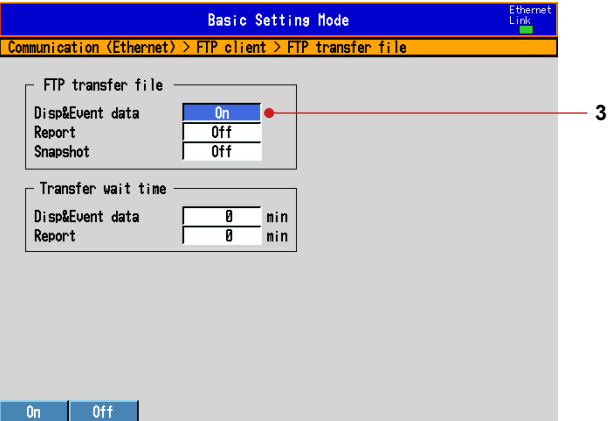 Basic Setting Mode
Ethernet
Link
Communication (Ethernet) > FTP client > FTP transfer file
FTP transfer file
Disp&Event data On
3
Report Off
Snapshot Off
Transfer wait time
Disp&Event data 0 min
Report 0 min
On Off